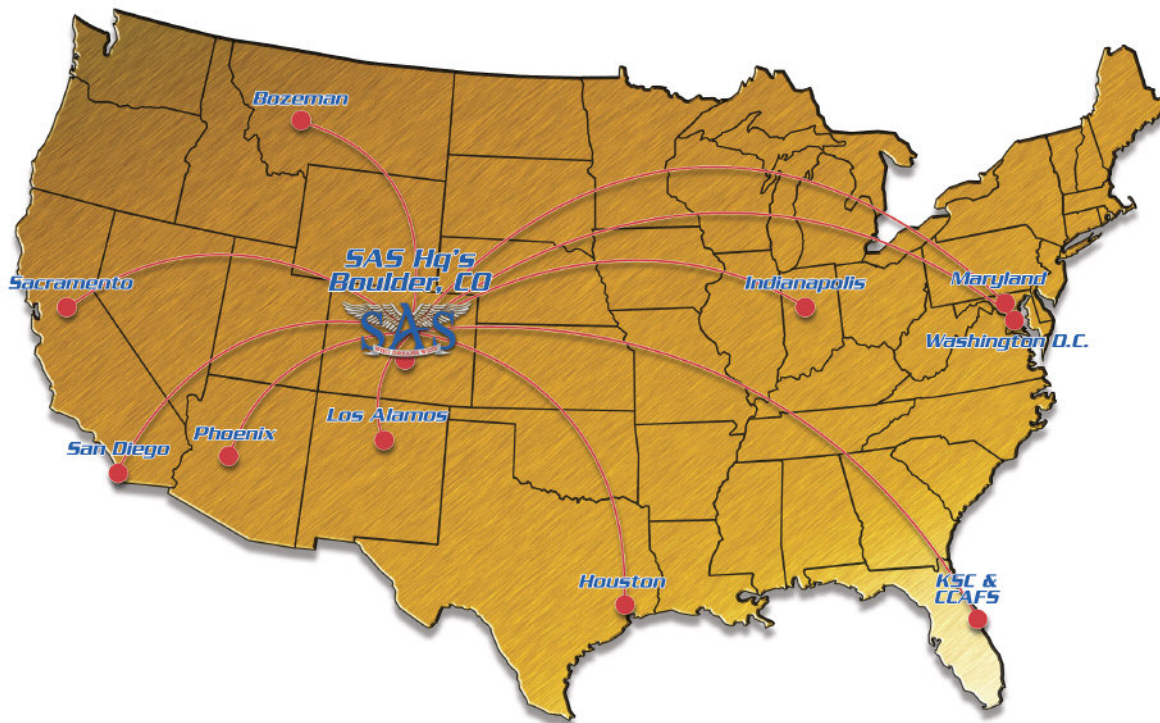 Bozeman
SAS Hq's
Boulder, CO
SAS
Sacramento
Indianapolis
Maryland
Washington D.C.
San Diego
Phoenix
Los Alamos
Houston
KSC &
CCAFS